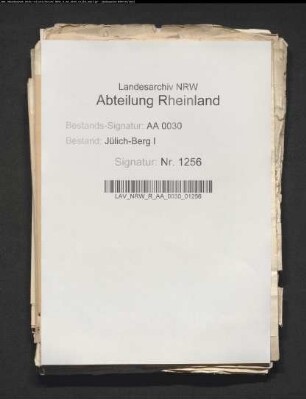 Landesarchiv NRW
Abteilung Rheinland
Bestands-Signatur: AA 0030
Bestand: Jülich-Berg I
Signatur: Nr. 1256
LAV_NRW_R_AA_0030_01256